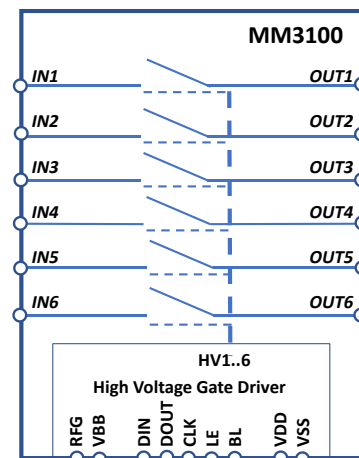 MM3100
IN1 OUT1
IN2 OUT2
IN3 OUT3
IN4 OUT4
IN5 OUT5
IN6 OUT6
HV1..6
High Voltage Gate Driver
RFG VBB DIN DOUT CLK LE BL VDD VSS